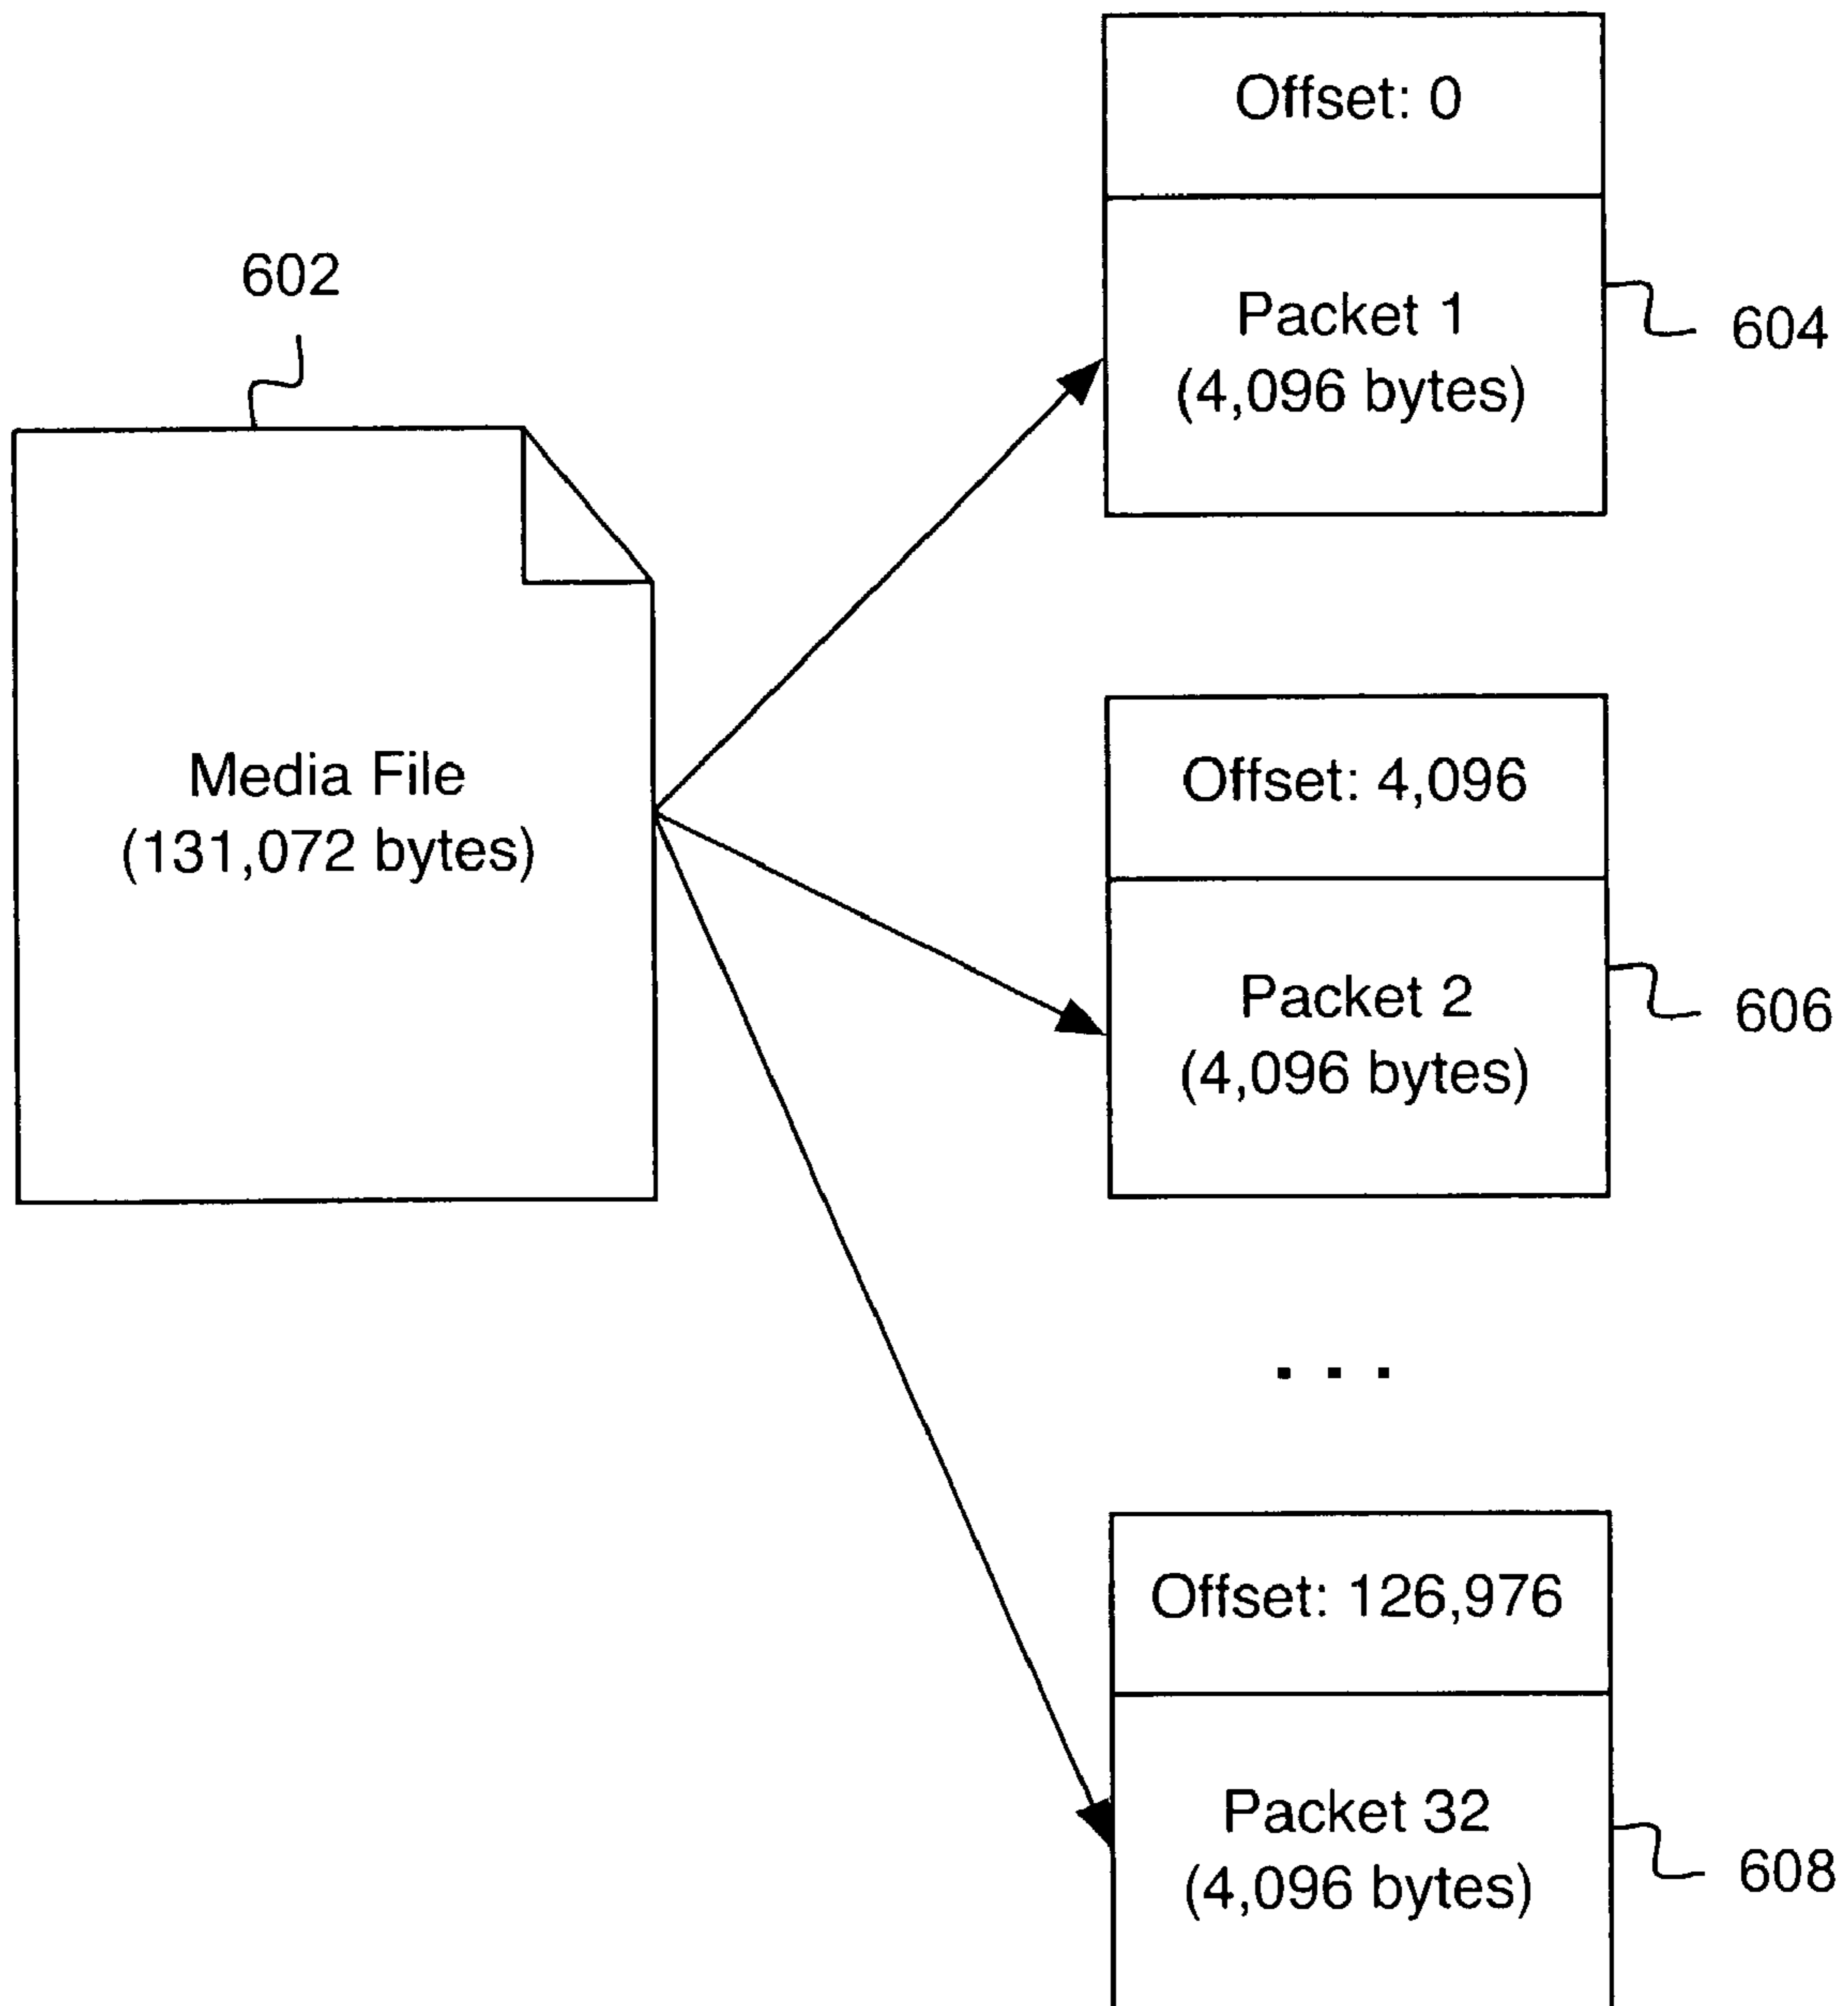 602
Media File
(131,072 bytes)
Offset: 0
Packet 1
(4,096 bytes)
604
Offset: 4,096
Packet 2
(4,096 bytes)
606
. . .
Offset: 126,976
Packet 32
(4,096 bytes)
608